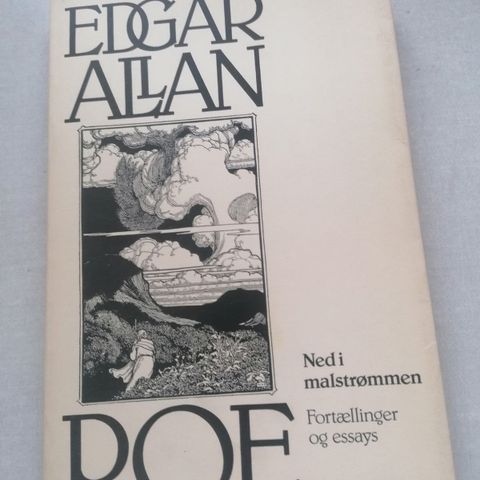 EDGAR
ALLAN
Ned i
malstrømmen
Fortællinger
og essays
POE